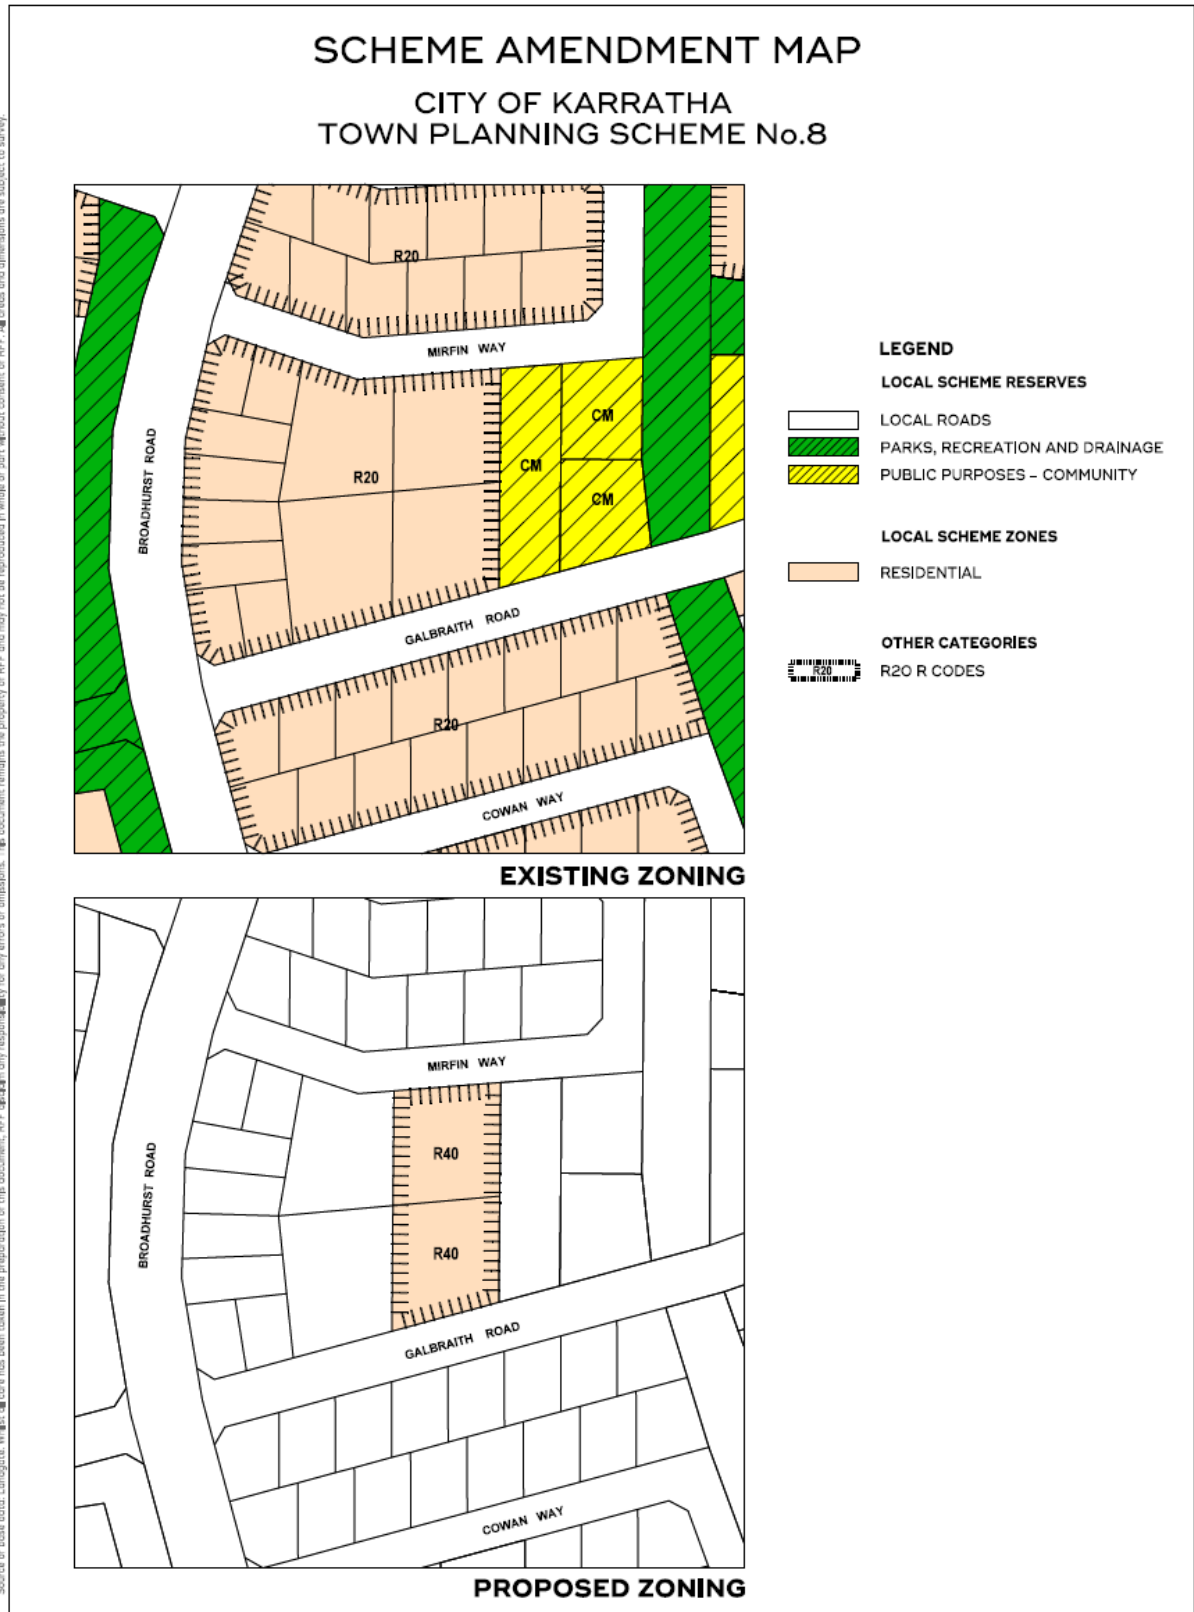 SCHEME AMENDMENT MAP
CITY OF KARRATHA
TOWN PLANNING SCHEME No.8
R20
MIRFIN WAY
BROADHURST ROAD
R20
CM
CM
CM
GALBRAITH ROAD
R20
COWAN WAY
EXISTING ZONING
LEGEND
LOCAL SCHEME RESERVES
LOCAL ROADS
PARKS, RECREATION AND DRAINAGE
PUBLIC PURPOSES – COMMUNITY
LOCAL SCHEME ZONES
RESIDENTIAL
OTHER CATEGORIES
R20
R20 R CODES
MIRFIN WAY
BROADHURST ROAD
R40
R40
GALBRAITH ROAD
COWAN WAY
PROPOSED ZONING